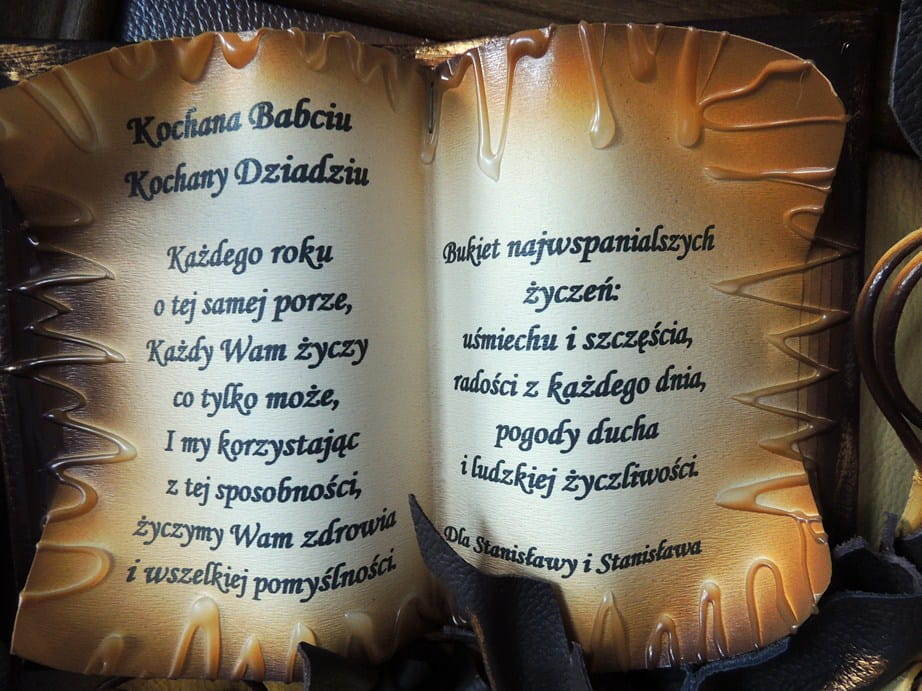 Kochana Babciu
Kochany Dziadziu
Każdego roku
o tej samej porze,
Każdy Wam życzy
co tylko może,
I my korzystając
z tej sposobności,
życzymy Wam zdrowia
i wszelkiej pomyślności.
Bukiet najwspanialszych
życzeń:
uśmiechu i szczęścia,
radości z każdego dnia,
pogody ducha
i ludzkiej życzliwości.
Dla Stanisławy i Stanisława